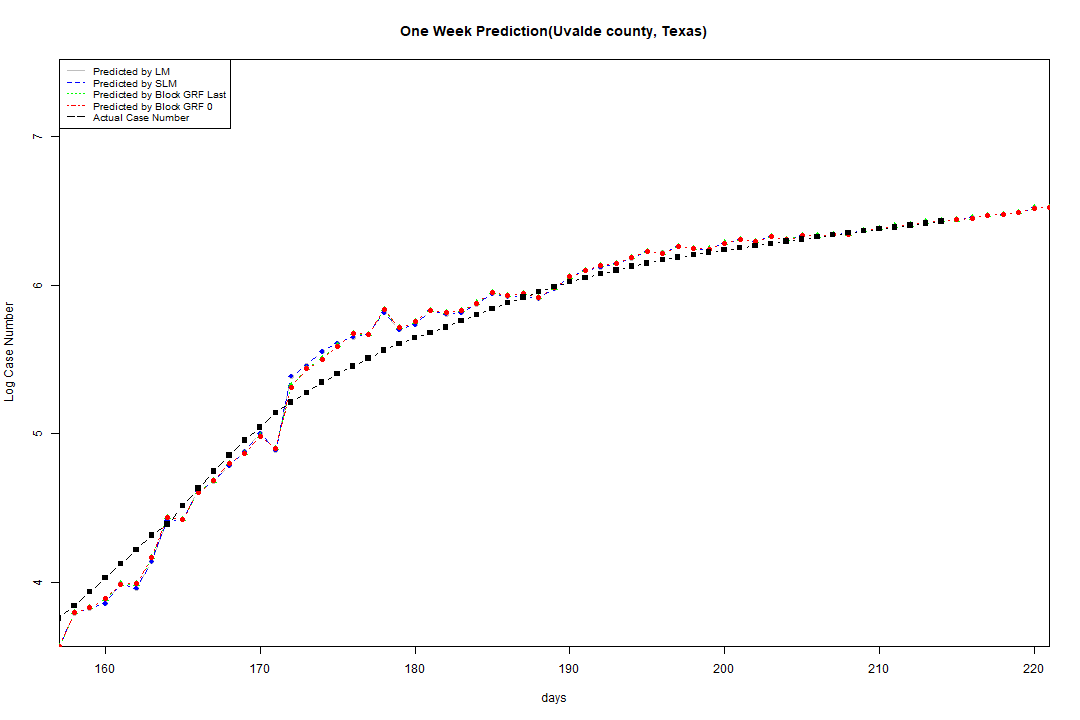 One Week Prediction(Uvalde county, Texas)
Predicted by LM
Predicted by SLM
Predicted by Block GRF Last
Predicted by Block GRF 0
Actual Case Number
7
6
5
4
Log Case Number
160 170 180 190 200 210 220
days